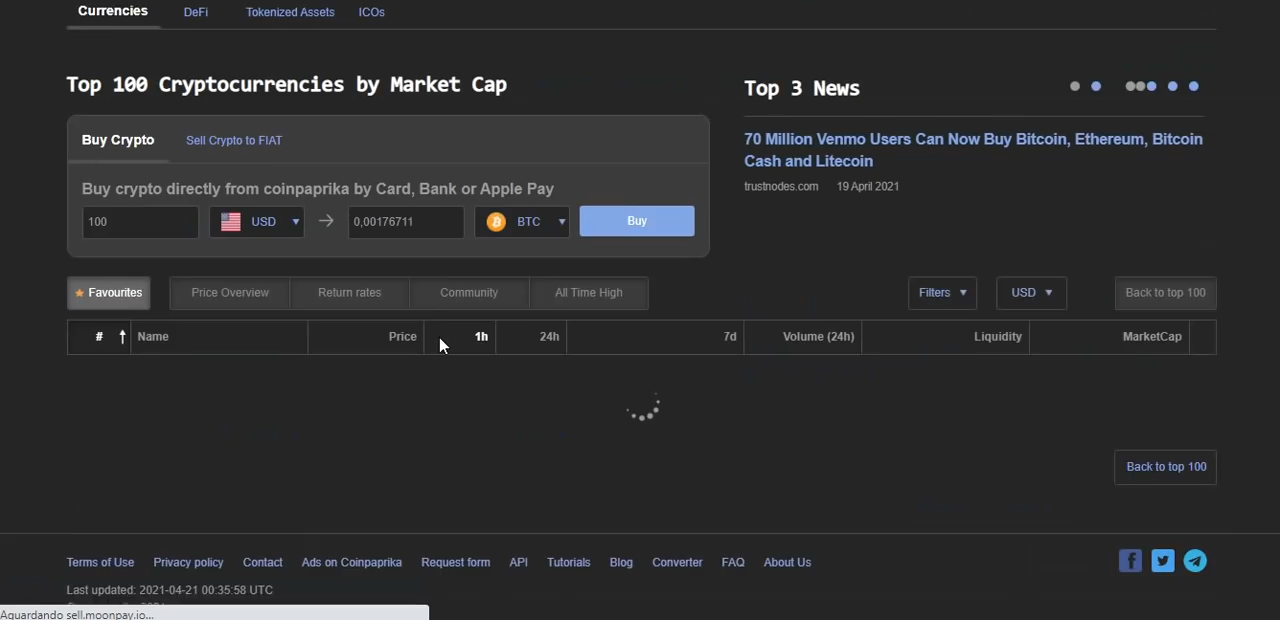 Currencies
DeFi
Tokenized Assets
ICOs
Top 100 Cryptocurrencies by Market Cap
Top 3 News
Buy Crypto
Sell Crypto to FIAT
70 Million Venmo Users Can Now Buy Bitcoin, Ethereum, Bitcoin
Cash and Litecoin
trustnodes.com 19 April 2021
Buy crypto directly from coinpaprika by Card, Bank or Apple Pay
100
USD
0,00176711
BTC
Buy
Favourites
Price Overview
Return rates
Community
All Time High
Filters
USD
Back to top 100
# Name Price 1h 24h 7d Volume (24h) Liquidity MarketCap
Back to top 100
Terms of Use Privacy policy Contact Ads on Coinpaprika Request form API Tutorials Blog Converter FAQ About Us
Last updated: 2021-04-21 00:35:58 UTC
Aguardando sell.moonpay.io...